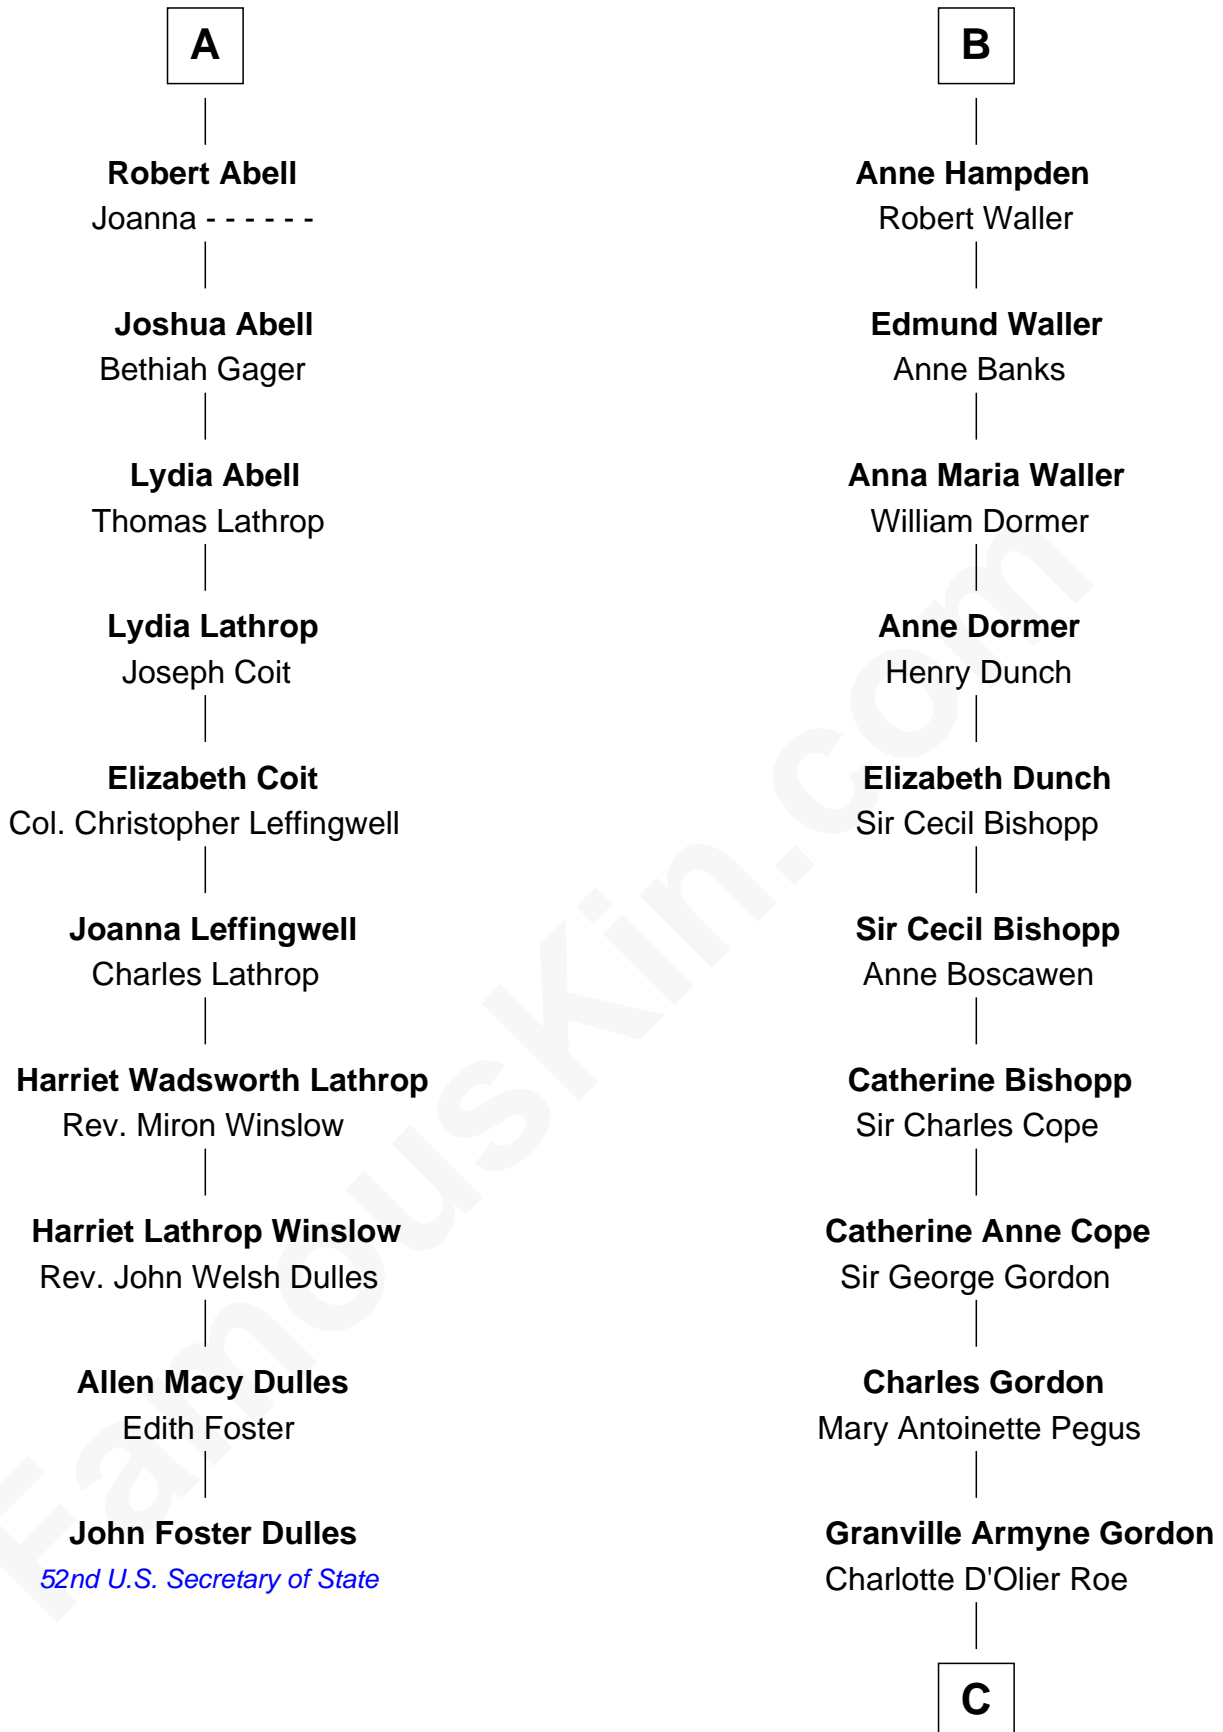 A
Robert Abell
Joanna - - - - - -
Joshua Abell
Bethiah Gager
Lydia Abell
Thomas Lathrop
Lydia Lathrop
Joseph Coit
Elizabeth Coit
Col. Christopher Leffingwell
Joanna Leffingwell
Charles Lathrop
Harriet Wadsworth Lathrop
Rev. Miron Winslow
Harriet Lathrop Winslow
Rev. John Welsh Dulles
Allen Macy Dulles
Edith Foster
John Foster Dulles
52nd U.S. Secretary of State
B
Anne Hampden
Robert Waller
Edmund Waller
Anne Banks
Anna Maria Waller
William Dormer
Anne Dormer
Henry Dunch
Elizabeth Dunch
Sir Cecil Bishopp
Sir Cecil Bishopp
Anne Boscawen
Catherine Bishopp
Sir Charles Cope
Catherine Anne Cope
Sir George Gordon
Charles Gordon
Mary Antoinette Pegus
Granville Armyne Gordon
Charlotte D'Olier Roe
C
FamousKin.com